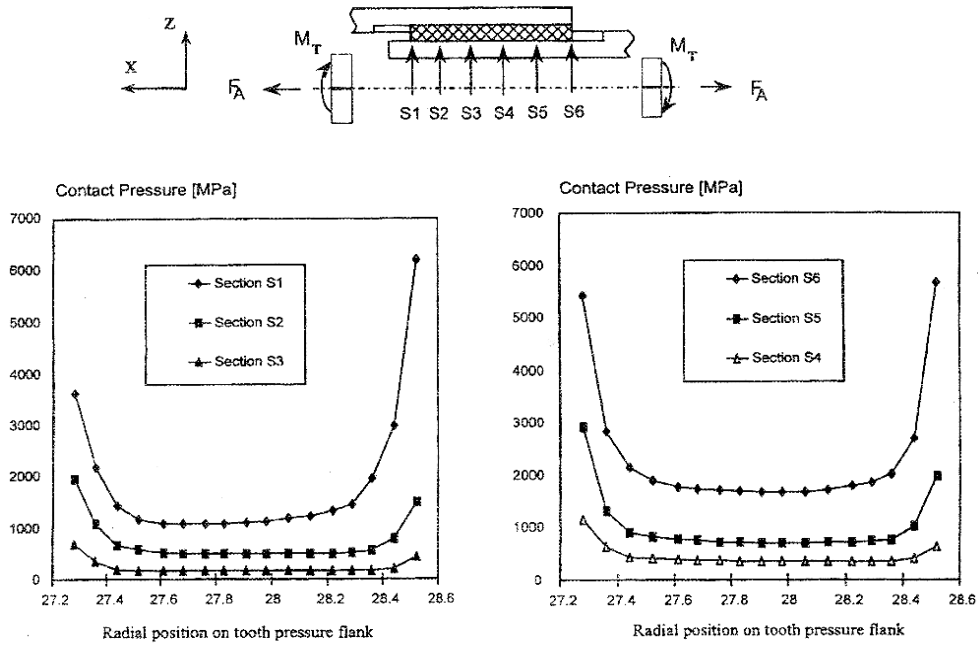 Z
X
M_T
M_T
F_A
F_A
S1 S2 S3 S4 S5 S6
Contact Pressure [MPa]
7000
6000
5000
4000
3000
2000
1000
0
Section S1
Section S2
Section S3
27.2 27.4 27.6 27.8 28 28.2 28.4 28.6
Radial position on tooth pressure flank
Contact Pressure [MPa]
7000
6000
5000
4000
3000
2000
1000
0
Section S6
Section S5
Section S4
27.2 27.4 27.6 27.8 28 28.2 28.4 28.6
Radial position on tooth pressure flank